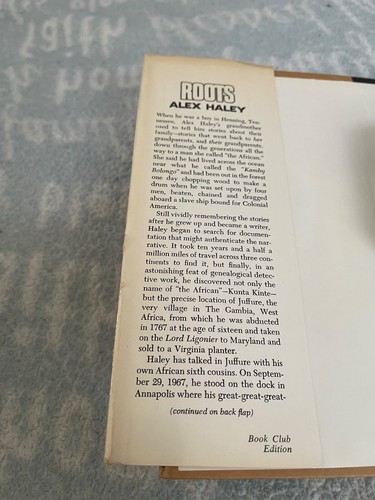 faith blessed
home
ROOTS
ALEX HALEY
When he was a boy in Henning, Ten-
nessee, Alex Haley's grandmother
used to tell him stories about their
family—stories that went back to her
grandparents, and their grandparents,
down through the generations all the
way to a man she called "the African."
She said he had lived across the ocean
near what he called the "Kamby
Bolongo" and had been out in the forest
one day chopping wood to make a
drum when he was set upon by four
men, beaten, chained and dragged
aboard a slave ship bound for Colonial
America.
Still vividly remembering the stories
after he grew up and became a writer,
Haley began to search for documen-
tation that might authenticate the nar-
rative. It took ten years and a half a
million miles of travel across three con-
tinents to find it, but finally, in an
astonishing feat of genealogical detec-
tive work, he discovered not only the
name of "the African"—Kunta Kinte—
but the precise location of Juffure, the
very village in The Gambia, West
Africa, from which he was abducted
in 1767 at the age of sixteen and taken
on the Lord Ligonier to Maryland and
sold to a Virginia planter.
Haley has talked in Juffure with his
own African sixth cousins. On Septem-
ber 29, 1967, he stood on the dock in
Annapolis where his great-great-great-
(continued on back flap)
Book Club
Edition